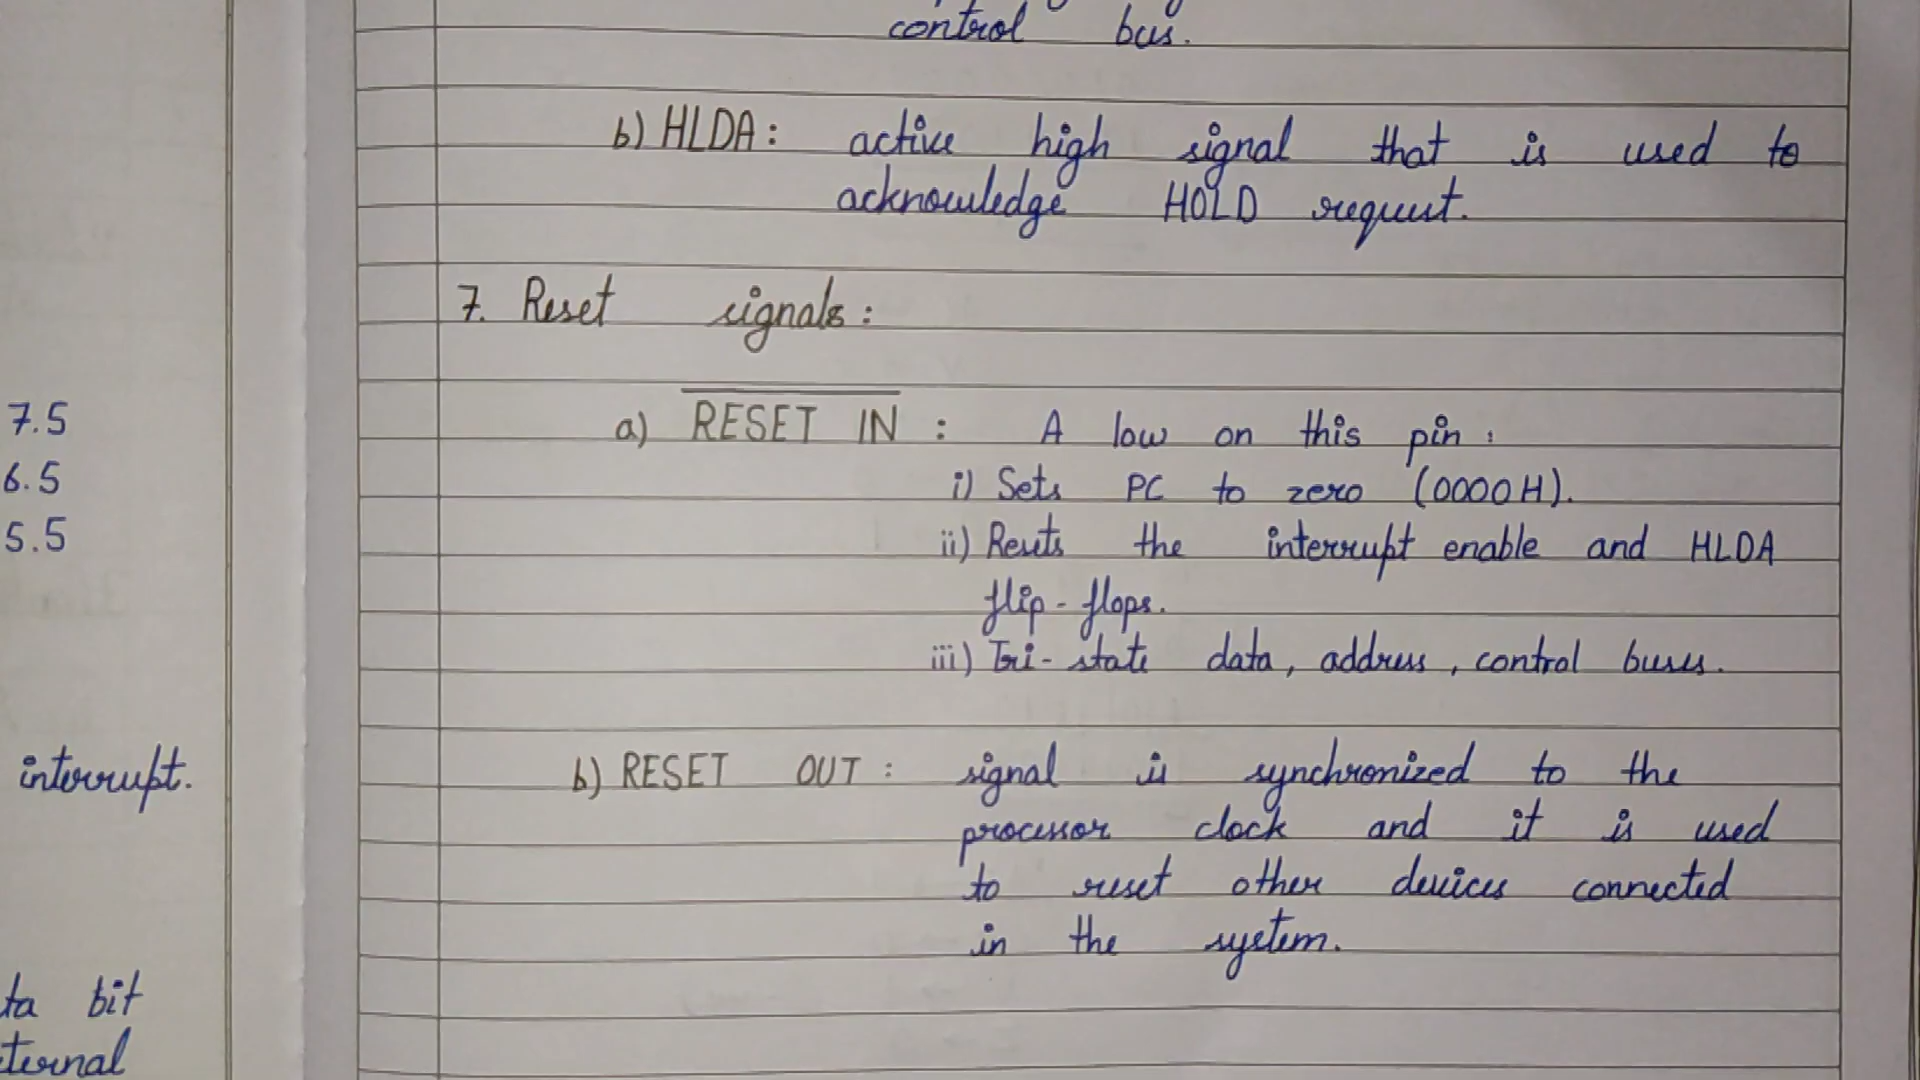 control bus.
b) HLDA: active high signal that is used to
acknowledge HOLD request.
7. Reset signals:
a) RESET IN : A low on this pin :
i) Sets PC to zero (0000H).
ii) Resets the interrupt enable and HLDA
flip-flops.
iii) Tri-state data, address, control buses.
b) RESET OUT : signal is synchronized to the
processor clock and it is used
to reset other devices connected
in the system.
7.5
6.5
5.5
interrupt.
ta bit
ternal